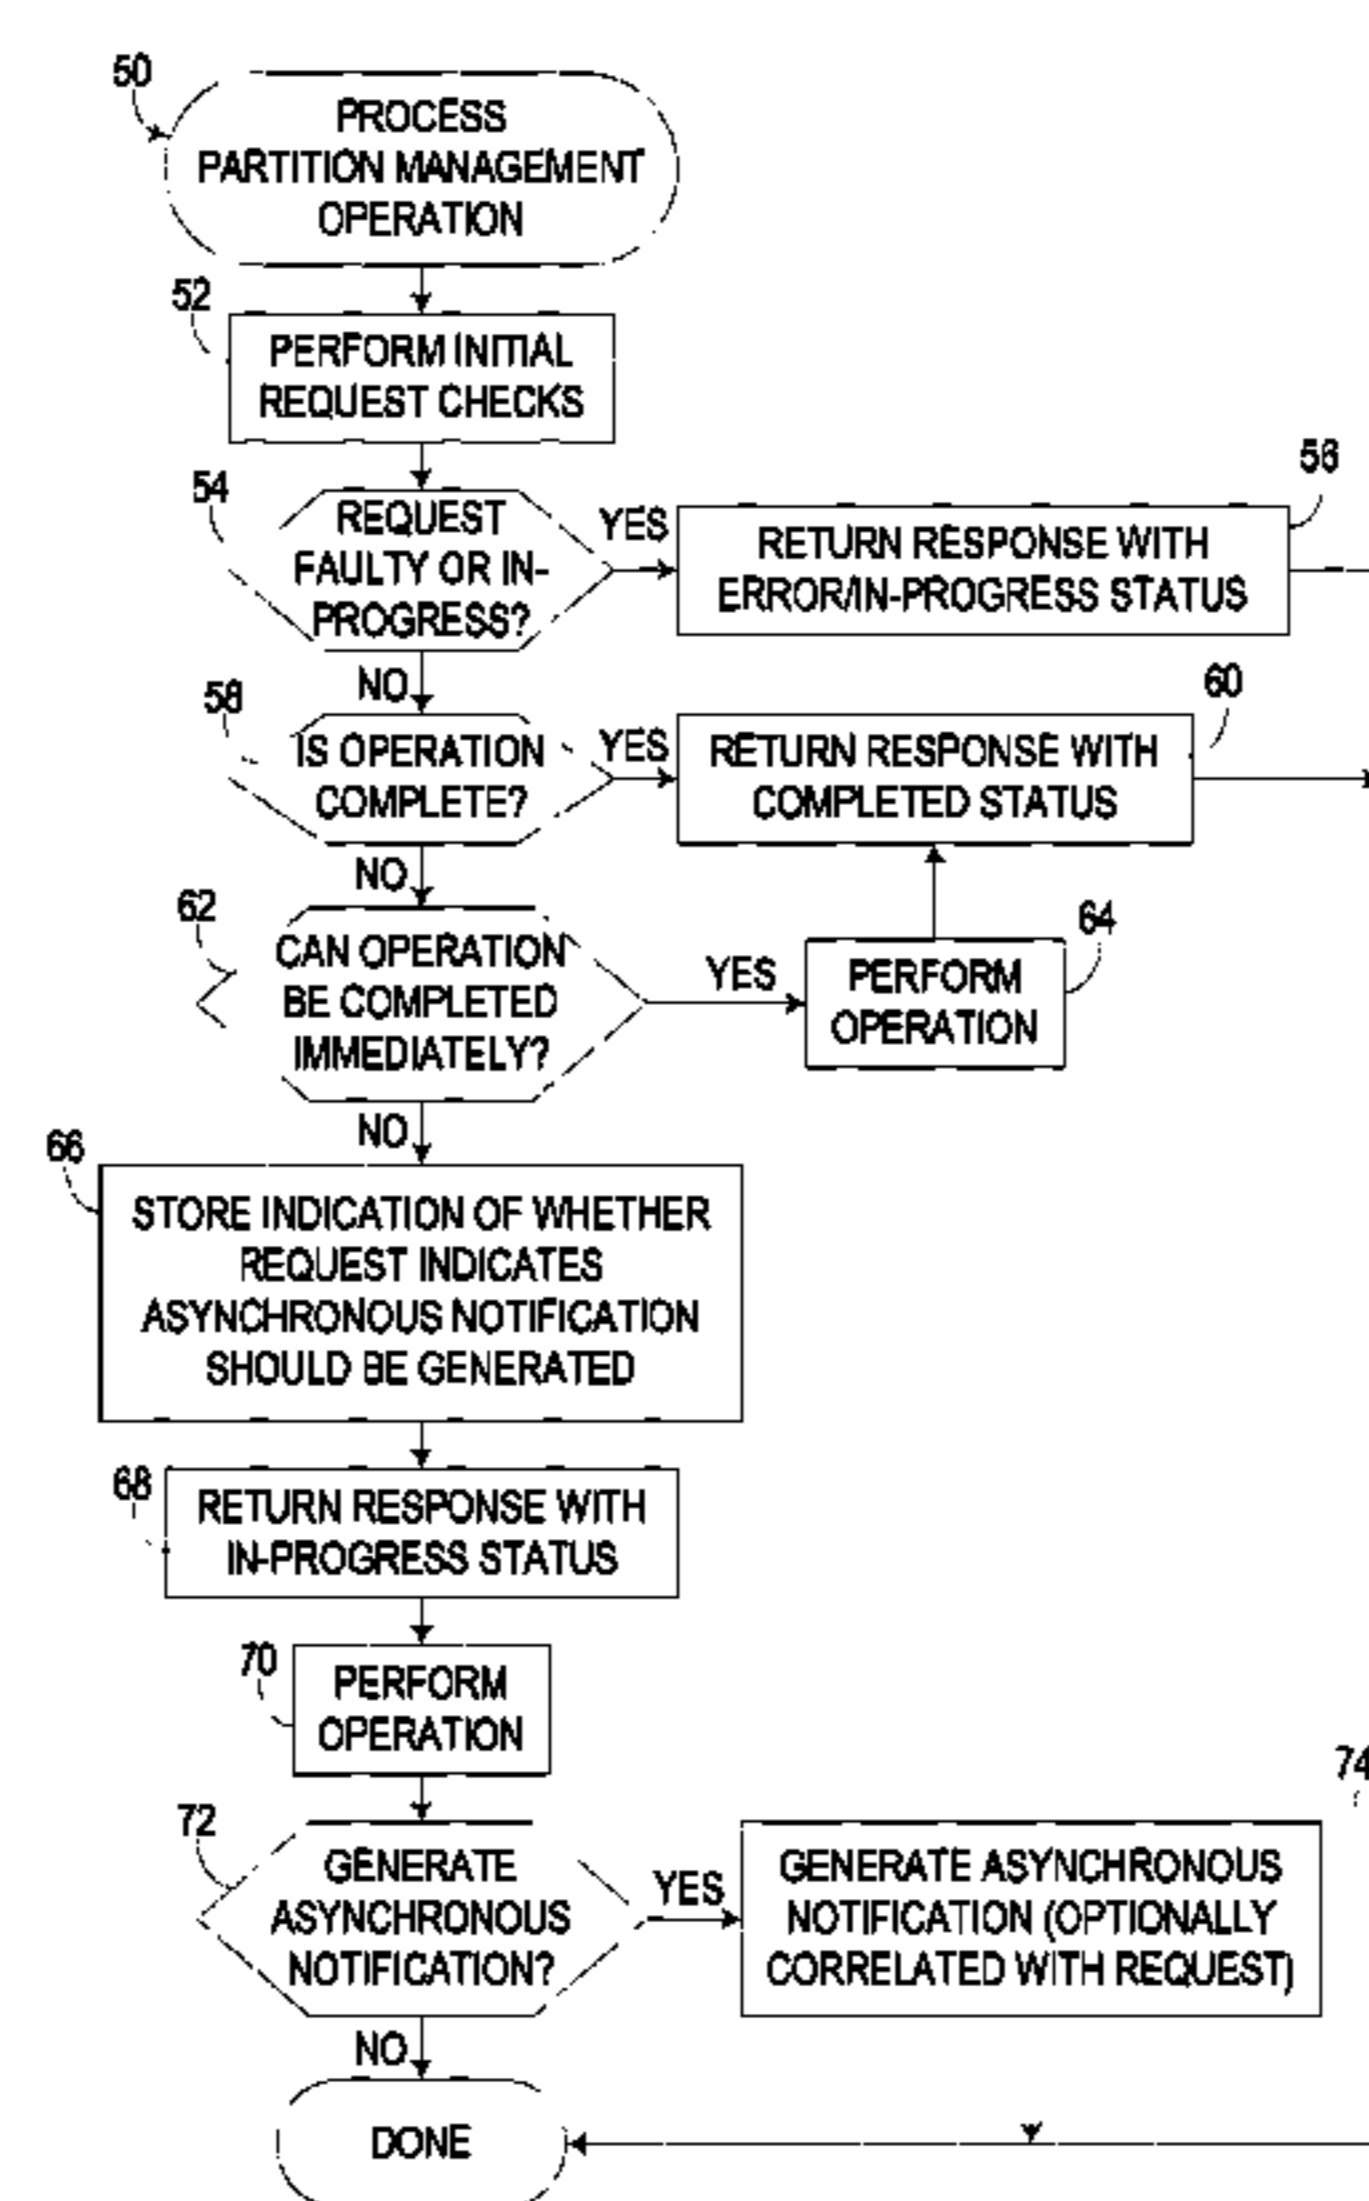 50
PROCESS
PARTITION MANAGEMENT
OPERATION
52
PERFORM INITIAL
REQUEST CHECKS
54
REQUEST
FAULTY OR IN-
PROGRESS?
YES
56
RETURN RESPONSE WITH
ERROR/IN-PROGRESS STATUS
NO
58
IS OPERATION
COMPLETE?
YES
60
RETURN RESPONSE WITH
COMPLETED STATUS
NO
62
CAN OPERATION
BE COMPLETED
IMMEDIATELY?
YES
64
PERFORM
OPERATION
NO
66
STORE INDICATION OF WHETHER
REQUEST INDICATES
ASYNCHRONOUS NOTIFICATION
SHOULD BE GENERATED
68
RETURN RESPONSE WITH
IN-PROGRESS STATUS
70
PERFORM
OPERATION
72
GENERATE
ASYNCHRONOUS
NOTIFICATION?
YES
74
GENERATE ASYNCHRONOUS
NOTIFICATION (OPTIONALLY
CORRELATED WITH REQUEST)
NO
DONE